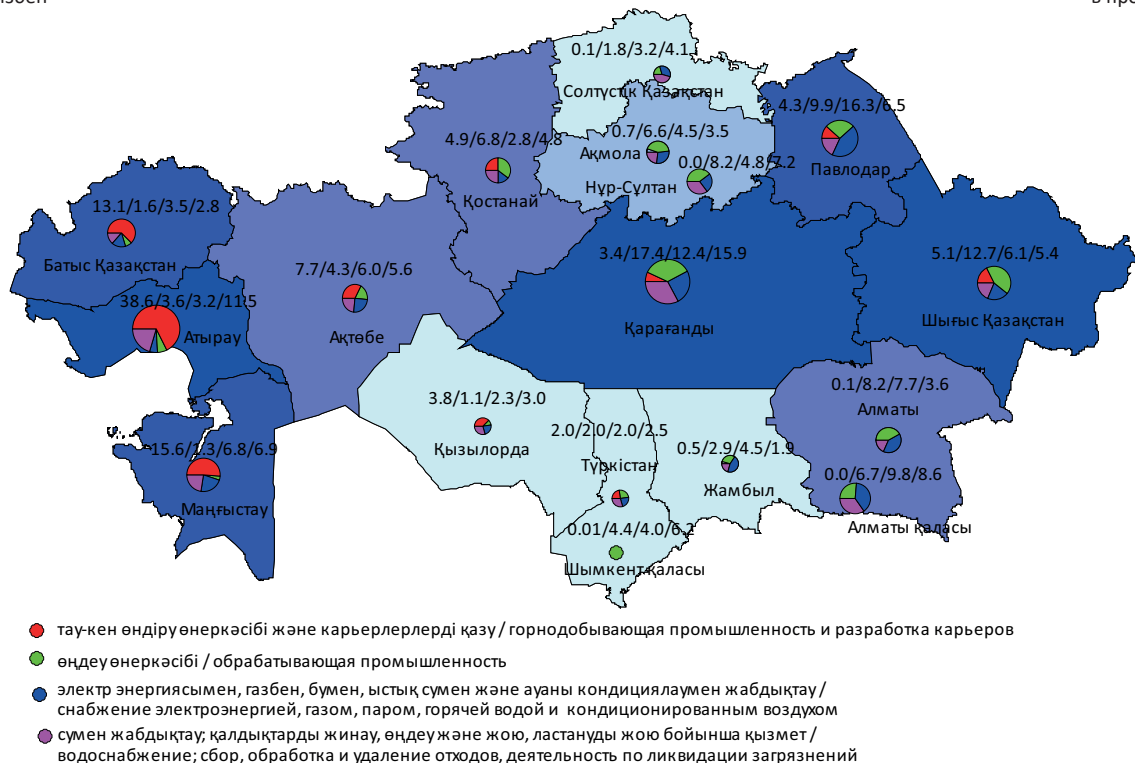 0.1/1.8/3.2/4.1
Солтүстік Қазақстан
4.3/9.9/16.3/6.5
Павлодар
4.9/6.8/2.8/4.8
Қостанай
0.7/6.6/4.5/3.5
Ақмола
0.0/8.2/4.8/7.2
Нұр-Сұлтан
13.1/1.6/3.5/2.8
Батыс Қазақстан
7.7/4.3/6.0/5.6
Ақтөбе
3.4/17.4/12.4/15.9
Қарағанды
5.1/12.7/6.1/5.4
Шығыс Қазақстан
38.6/3.6/3.2/11.5
Атырау
0.1/8.2/7.7/3.6
Алматы
3.8/1.1/2.3/3.0
Қызылорда
2.0/2.0/2.0/2.5
Түркістан
0.5/2.9/4.5/1.9
Жамбыл
15.6/1.3/6.8/6.9
Маңғыстау
0.0/6.7/9.8/8.6
Алматы қаласы
0.01/4.4/4.0/6.2
Шымкент қаласы
тау-кен өндіру өнеркәсібі және карьерлерлерді қазу / горнодобывающая промышленность и разработка карьеров
өңдеу өнеркәсібі / обрабатывающая промышленность
электр энергиясымен, газбен, бумен, ыстық сумен және ауаны кондициялаумен жабдықтау /
снабжение электроэнергией, газом, паром, горячей водой и кондиционированным воздухом
сумен жабдықтау; қалдықтарды жинау, өңдеу және жою, ластануды жою бойынша қызмет /
водоснабжение; сбор, обработка и удаление отходов, деятельность по ликвидации загрязнений